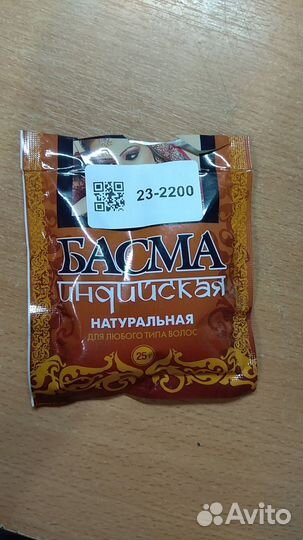 23-2200
БАСМА
индийская
НАТУРАЛЬНАЯ
ДЛЯ ЛЮБОГО ТИПА ВОЛОС
25г
Avito